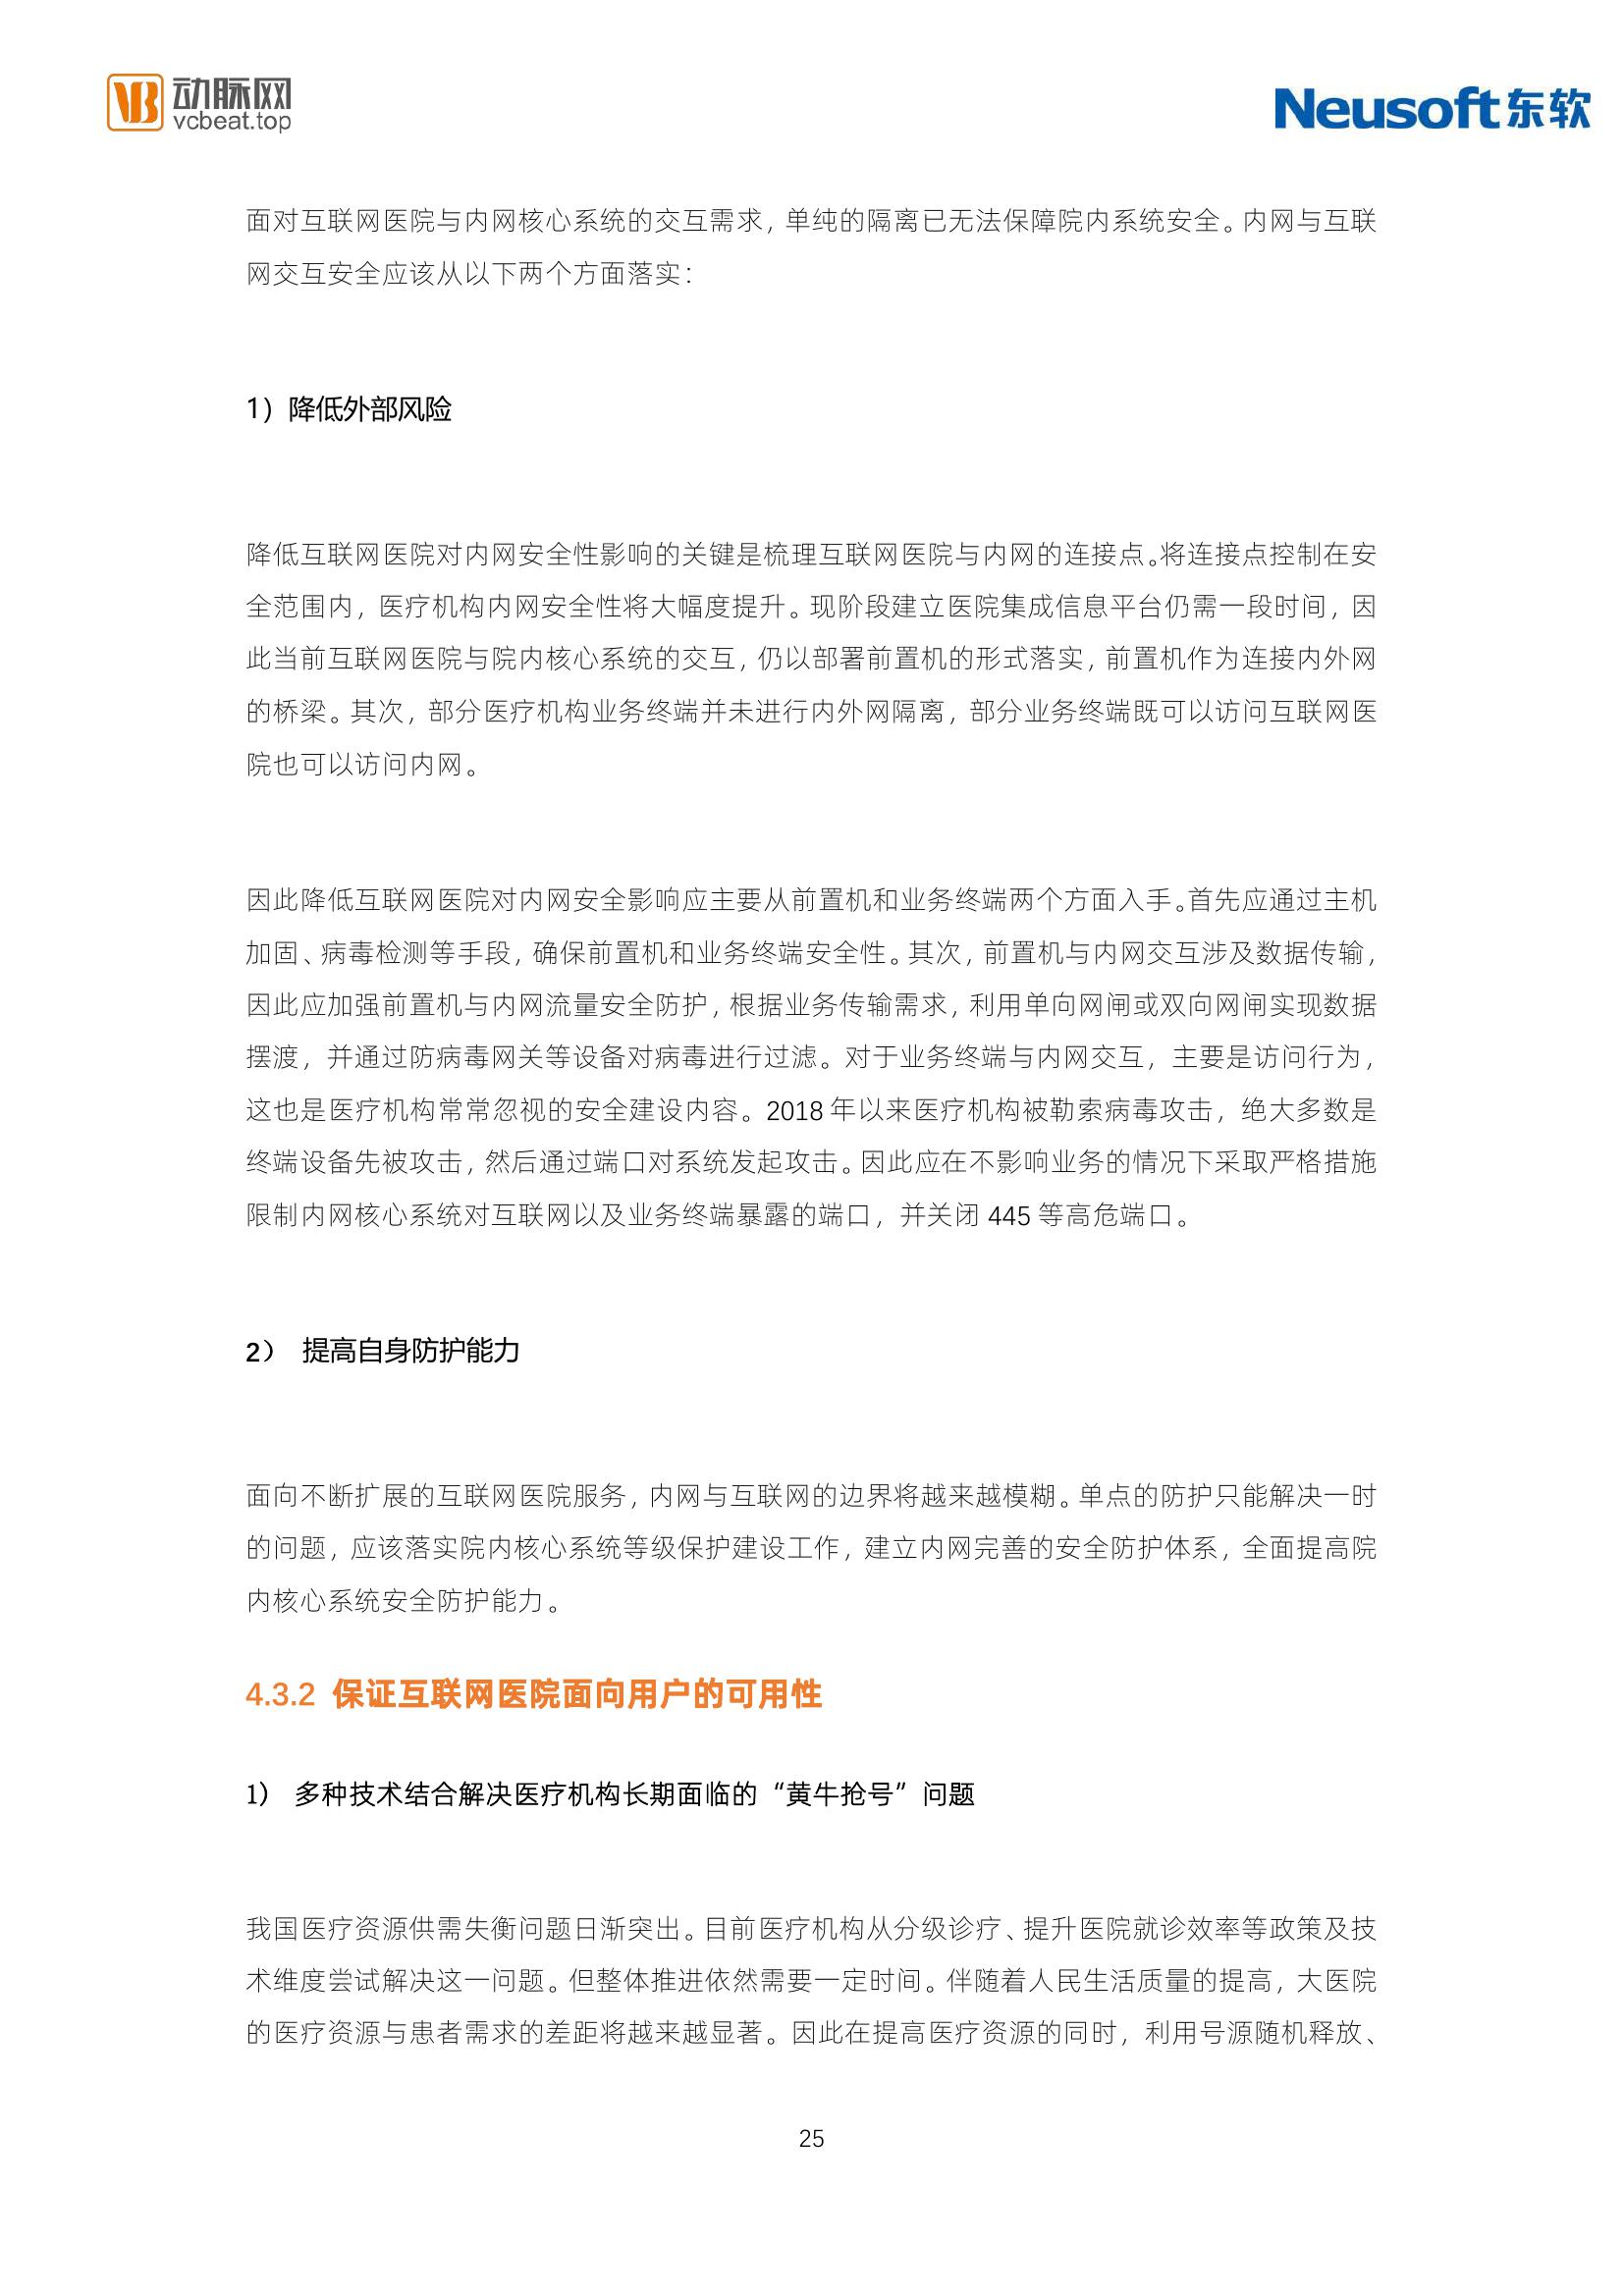 动脉网
vcbeat.top
Neusoft东软
面对互联网医院与内网核心系统的交互需求，单纯的隔离已无法保障院内系统安全。内网与互联
网交互安全应该从以下两个方面落实：
1）降低外部风险
降低互联网医院对内网安全性影响的关键是梳理互联网医院与内网的连接点。将连接点控制在安
全范围内，医疗机构内网安全性将大幅度提升。现阶段建立医院集成信息平台仍需一段时间，因
此当前互联网医院与院内核心系统的交互，仍以部署前置机的形式落实，前置机作为连接内外网
的桥梁。其次，部分医疗机构业务终端并未进行内外网隔离，部分业务终端既可以访问互联网医
院也可以访问内网。
因此降低互联网医院对内网安全影响应主要从前置机和业务终端两个方面入手。首先应通过主机
加固、病毒检测等手段，确保前置机和业务终端安全性。其次，前置机与内网交互涉及数据传输，
因此应加强前置机与内网流量安全防护，根据业务传输需求，利用单向网闸或双向网闸实现数据
摆渡，并通过防病毒网关等设备对病毒进行过滤。对于业务终端与内网交互，主要是访问行为，
这也是医疗机构常常忽视的安全建设内容。2018 年以来医疗机构被勒索病毒攻击，绝大多数是
终端设备先被攻击，然后通过端口对系统发起攻击。因此应在不影响业务的情况下采取严格措施
限制内网核心系统对互联网以及业务终端暴露的端口，并关闭 445 等高危端口。
2） 提高自身防护能力
面向不断扩展的互联网医院服务，内网与互联网的边界将越来越模糊。单点的防护只能解决一时
的问题，应该落实院内核心系统等级保护建设工作，建立内网完善的安全防护体系，全面提高院
内核心系统安全防护能力。
4.3.2 保证互联网医院面向用户的可用性
1） 多种技术结合解决医疗机构长期面临的“黄牛抢号”问题
我国医疗资源供需失衡问题日渐突出。目前医疗机构从分级诊疗、提升医院就诊效率等政策及技
术维度尝试解决这一问题。但整体推进依然需要一定时间。伴随着人民生活质量的提高，大医院
的医疗资源与患者需求的差距将越来越显著。因此在提高医疗资源的同时，利用号源随机释放、
25